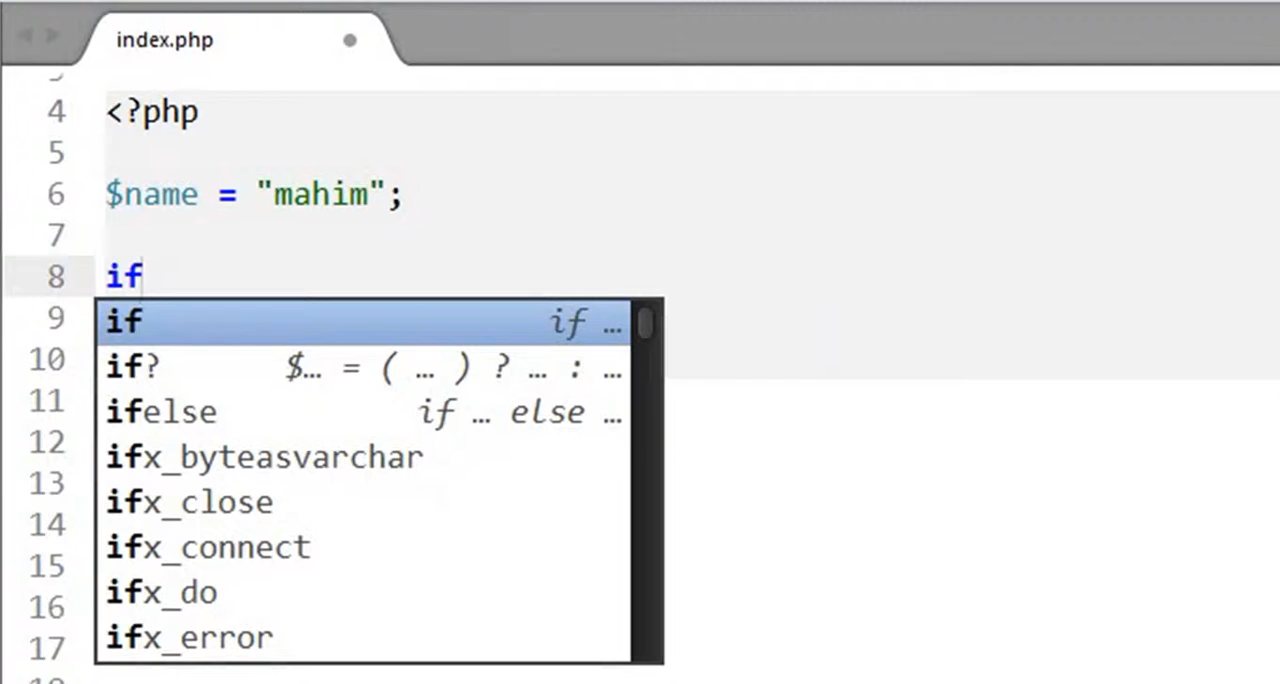 index.php
4 <?php
5
6 $name = "mahim";
7
8 if
9 if if …
10 if? $… = ( … ) ? … : …
11 ifelse if … else …
12 ifx_byteasvarchar
13 ifx_close
14 ifx_connect
15 ifx_do
16 ifx_error
17